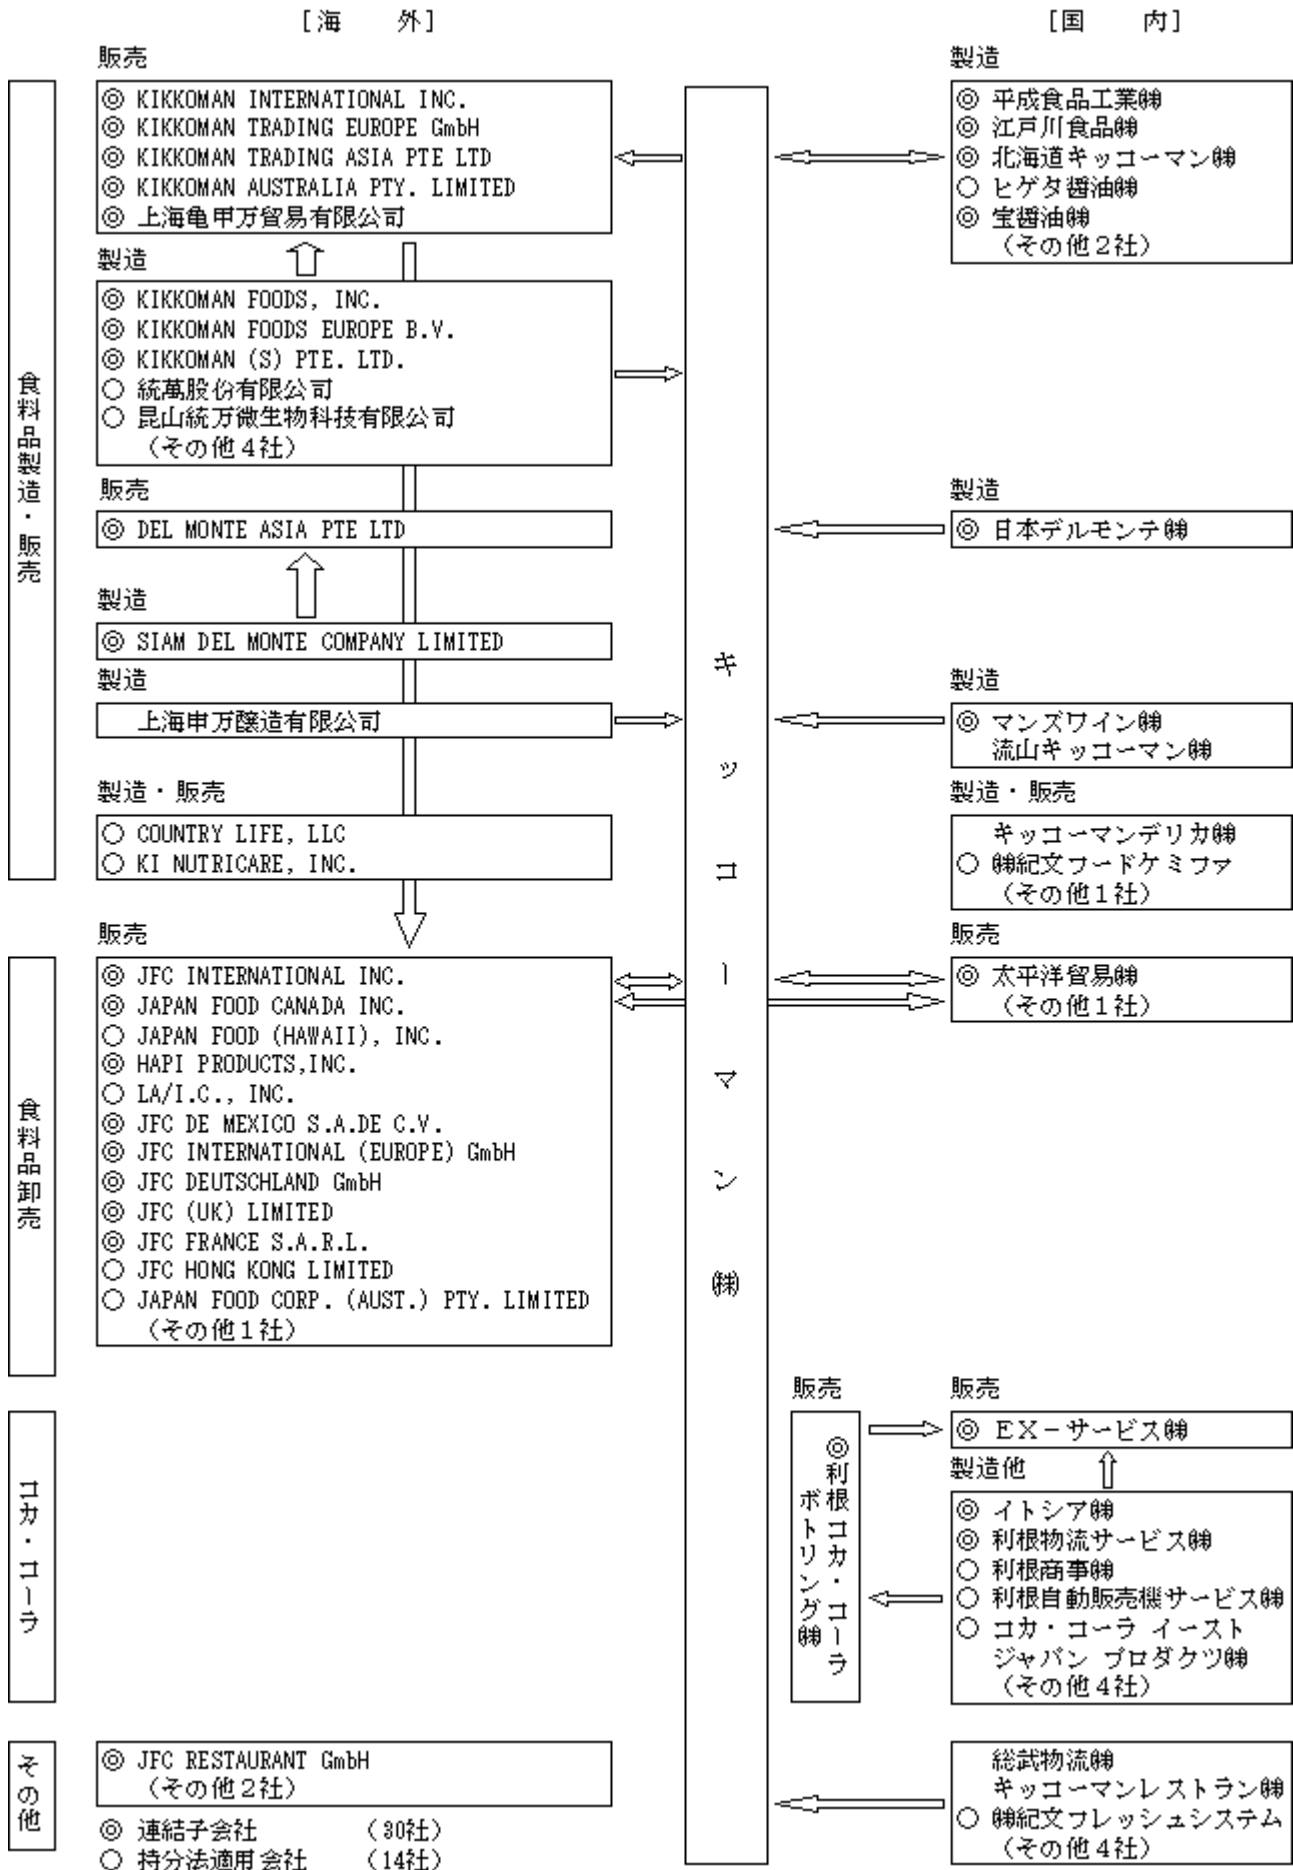 [海　外]
販売
◎ KIKKOMAN INTERNATIONAL INC.
◎ KIKKOMAN TRADING EUROPE GmbH
◎ KIKKOMAN TRADING ASIA PTE LTD
◎ KIKKOMAN AUSTRALIA PTY. LIMITED
◎ 上海亀甲万貿易有限公司
製造
◎ KIKKOMAN FOODS, INC.
◎ KIKKOMAN FOODS EUROPE B.V.
◎ KIKKOMAN (S) PTE. LTD.
○ 統萬股份有限公司
○ 昆山統万微生物科技有限公司
（その他４社）
食料品製造・販売
販売
◎ DEL MONTE ASIA PTE LTD
製造
◎ SIAM DEL MONTE COMPANY LIMITED
製造
上海申万醸造有限公司
製造・販売
○ COUNTRY LIFE, LLC
○ KI NUTRICARE, INC.
販売
◎ JFC INTERNATIONAL INC.
◎ JAPAN FOOD CANADA INC.
○ JAPAN FOOD (HAWAII), INC.
◎ HAPI PRODUCTS,INC.
○ LA/I.C., INC.
◎ JFC DE MEXICO S.A.DE C.V.
◎ JFC INTERNATIONAL (EUROPE) GmbH
◎ JFC DEUTSCHLAND GmbH
◎ JFC (UK) LIMITED
◎ JFC FRANCE S.A.R.L.
○ JFC HONG KONG LIMITED
○ JAPAN FOOD CORP. (AUST.) PTY. LIMITED
（その他１社）
食料品卸売
コカ・コーラ
その他
◎ JFC RESTAURANT GmbH
（その他２社）
◎ 連結子会社　（30社）
○ 持分法適用会社　（14社）
キッコーマン㈱
[国　内]
製造
◎ 平成食品工業㈱
◎ 江戸川食品㈱
◎ 北海道キッコーマン㈱
○ ヒゲタ醤油㈱
◎ 宝醤油㈱
（その他２社）
製造
◎ 日本デルモンテ㈱
製造
◎ マンズワイン㈱
流山キッコーマン㈱
製造・販売
キッコーマンデリカ㈱
○ ㈱紀文フードケミファ
（その他１社）
販売
◎ 太平洋貿易㈱
（その他１社）
販売
◎利根コカ・コーラ
ボトリング㈱
販売
◎ ＥＸ－サービス㈱
製造他
◎ イトシア㈱
◎ 利根物流サービス㈱
○ 利根商事㈱
○ 利根自動販売機サービス㈱
○ コカ・コーラ イースト
ジャパン プロダクツ㈱
（その他４社）
総武物流㈱
キッコーマンレストラン㈱
○ ㈱紀文フレッシュシステム
（その他４社）